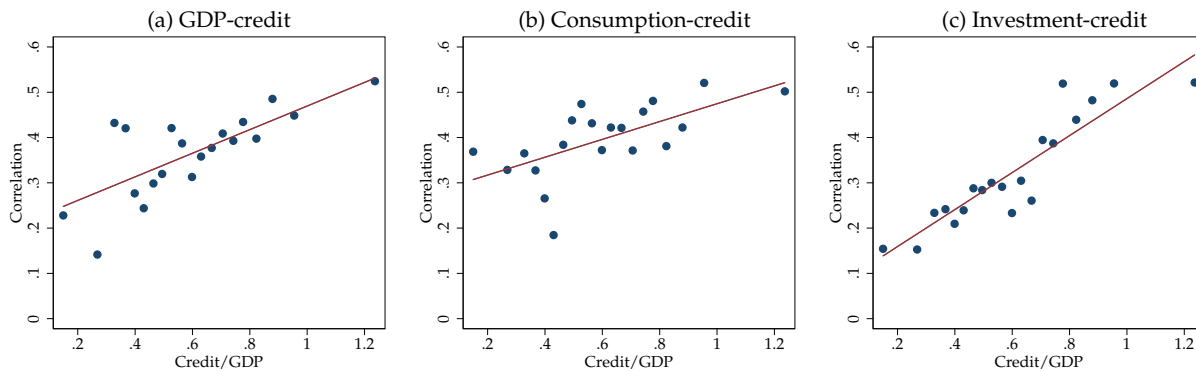 (a) GDP-credit
Correlation
.6
.5
.4
.3
.2
.1
0
.2 .4 .6 .8 1 1.2
Credit/GDP
(b) Consumption-credit
Correlation
.6
.5
.4
.3
.2
.1
0
.2 .4 .6 .8 1 1.2
Credit/GDP
(c) Investment-credit
Correlation
.6
.5
.4
.3
.2
.1
0
.2 .4 .6 .8 1 1.2
Credit/GDP